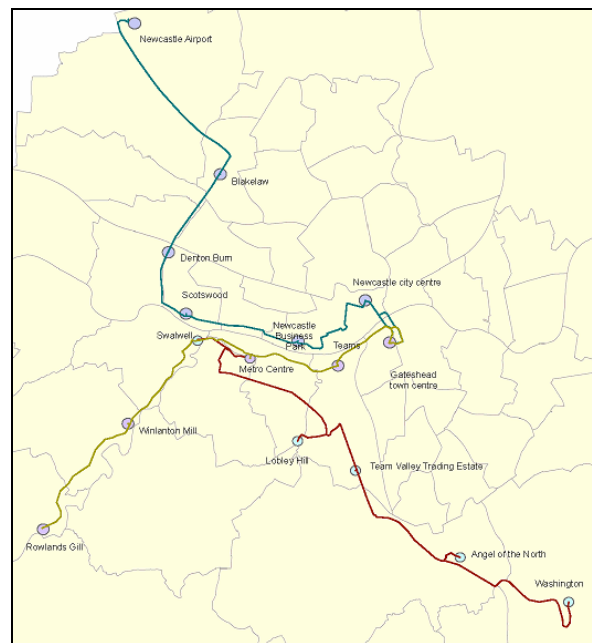 Newcastle Airport
Blakelaw
Denton Burn
Newcastle city centre
Scotswood
Newcastle
Business
Park
Swalwell
Teams
Metro Centre
Gateshead
town centre
Winlanton Mill
Lobley Hill
Team Valley Trading Estate
Rowlands Gill
Angel of the North
Washington